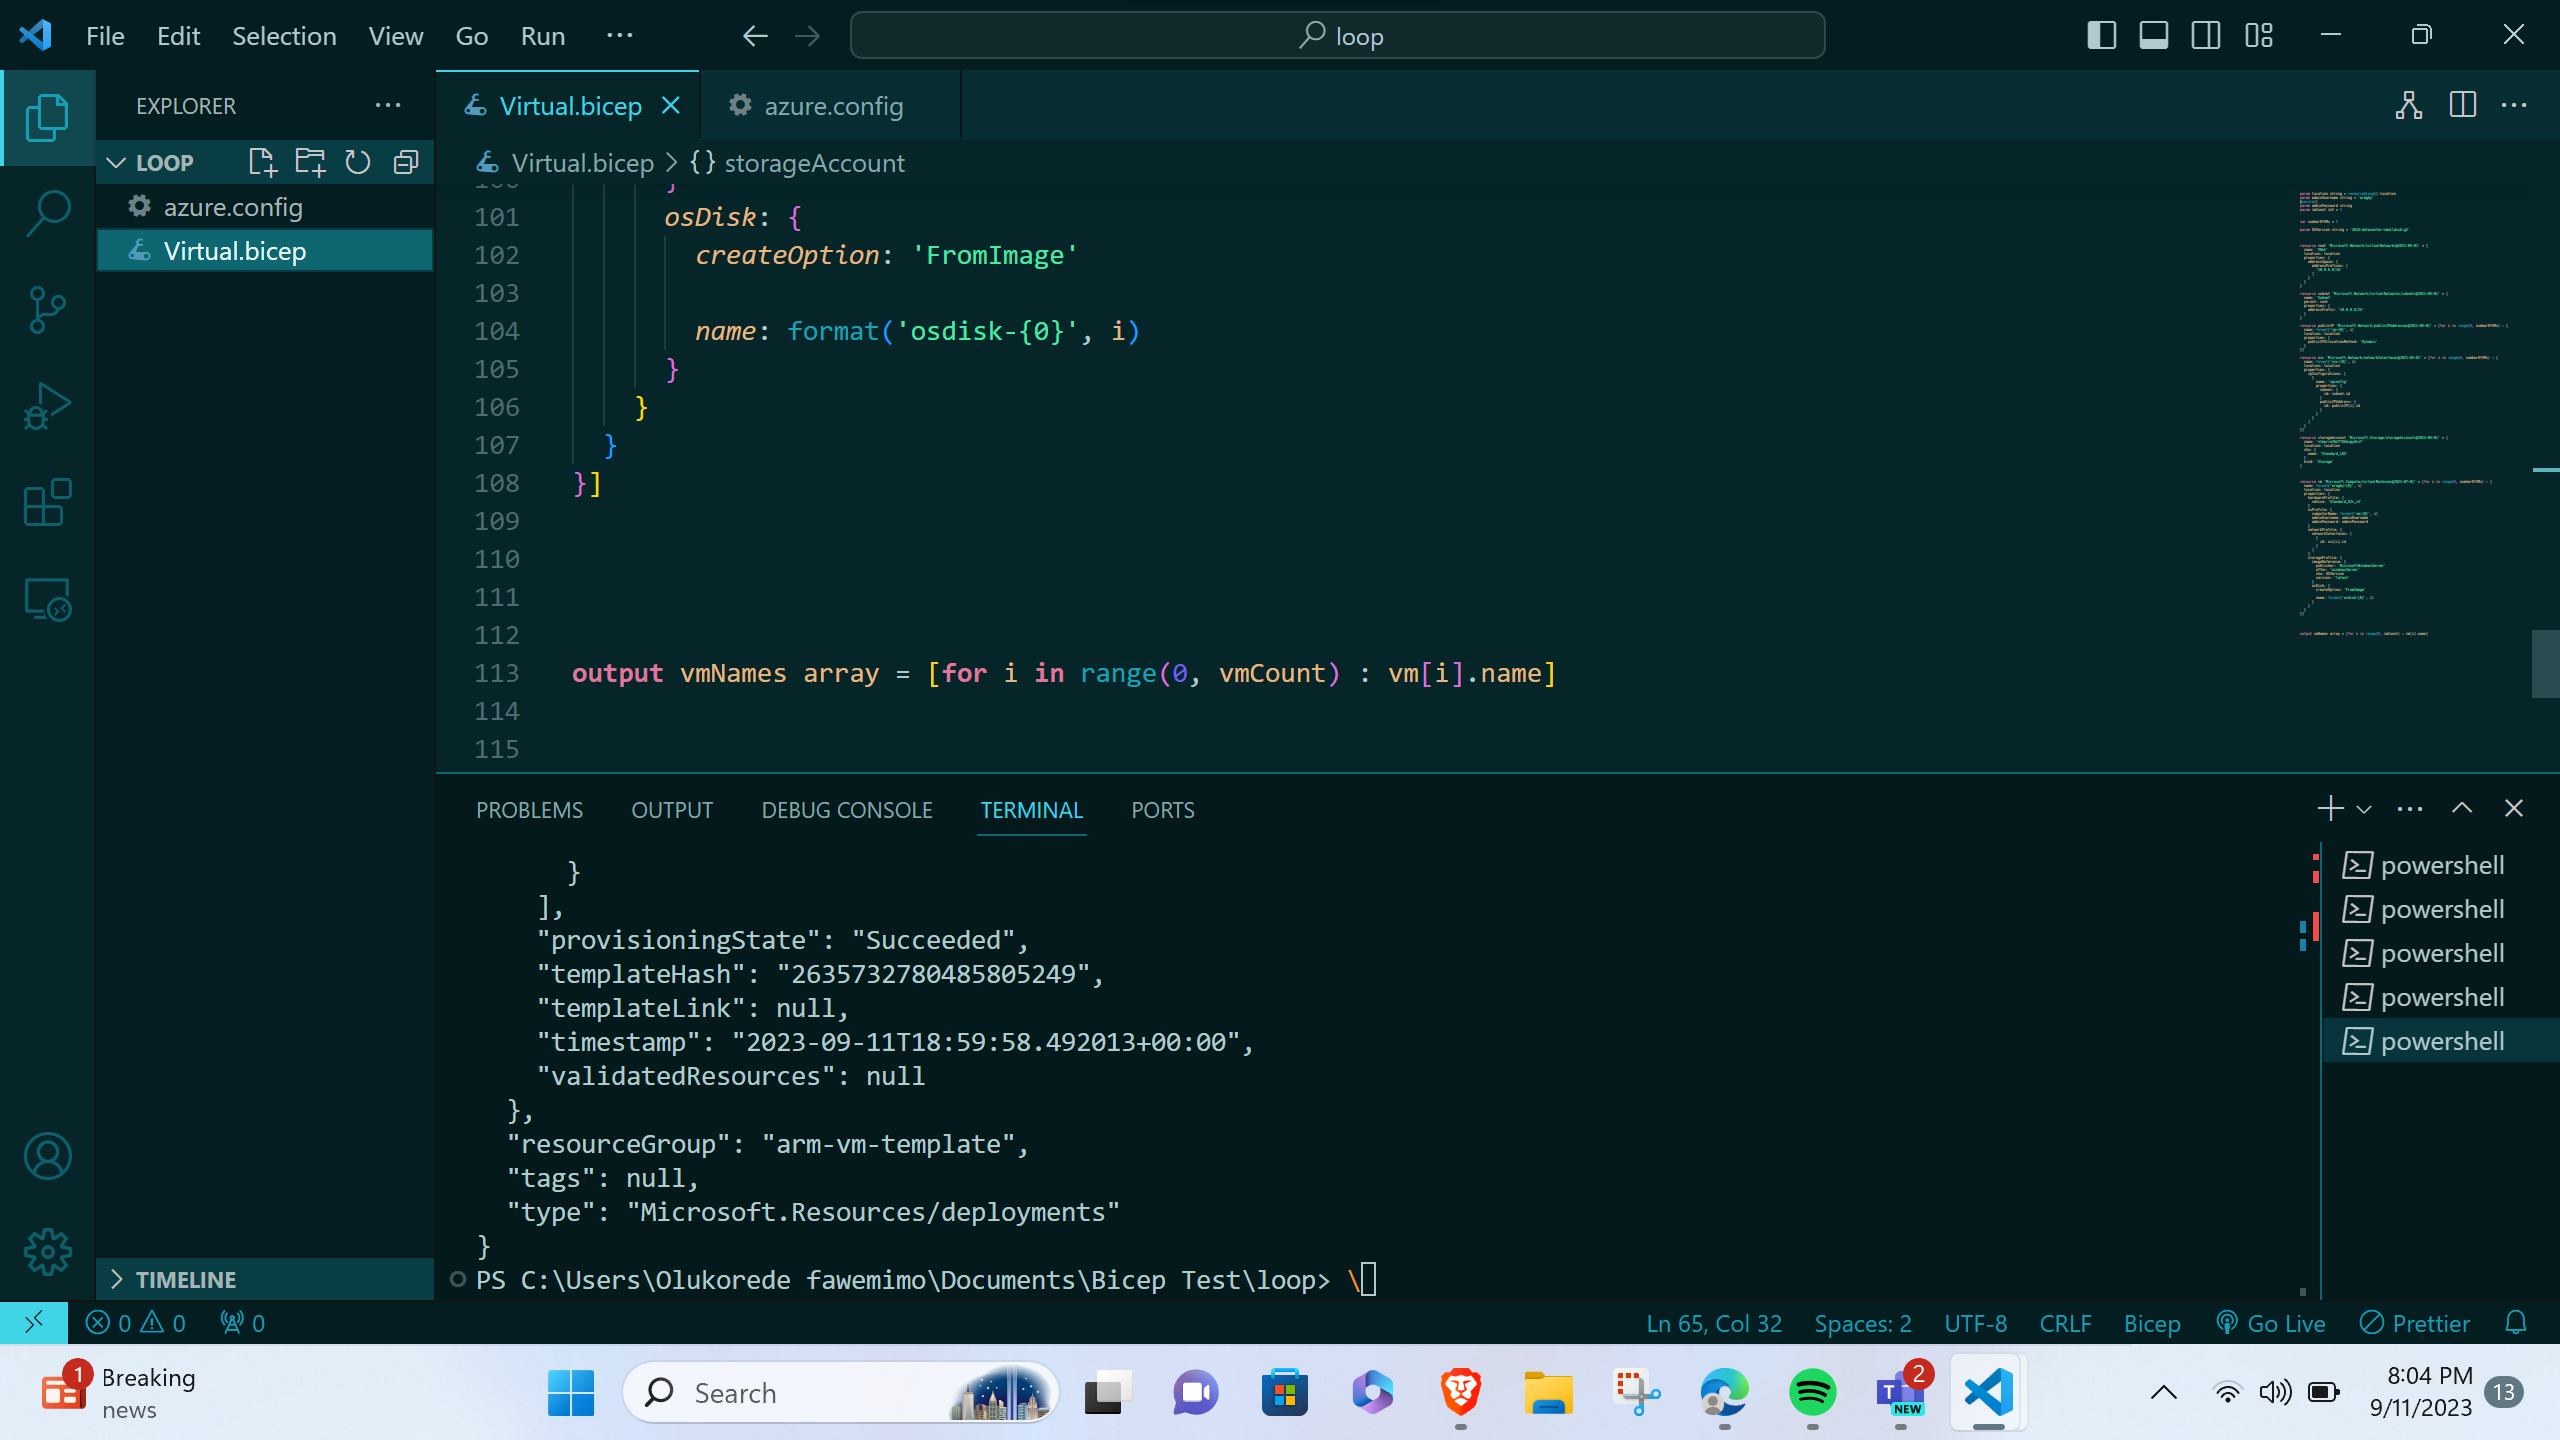 File Edit Selection View Go Run ··· loop
EXPLORER ···
LOOP
azure.config
Virtual.bicep
TIMELINE
Virtual.bicep
azure.config
Virtual.bicep > {} storageAccount
101 osDisk: {
102 createOption: 'FromImage'
103
104 name: format('osdisk-{0}', i)
105 }
106 }
107 }
108 }]
109
110
111
112
113 output vmNames array = [for i in range(0, vmCount) : vm[i].name]
114
115
PROBLEMS OUTPUT DEBUG CONSOLE TERMINAL PORTS
}
],
"provisioningState": "Succeeded",
"templateHash": "2635732780485805249",
"templateLink": null,
"timestamp": "2023-09-11T18:59:58.492013+00:00",
"validatedResources": null
},
"resourceGroup": "arm-vm-template",
"tags": null,
"type": "Microsoft.Resources/deployments"
}
PS C:\Users\Olukorede fawemimo\Documents\Bicep Test\loop> \
powershell
powershell
powershell
powershell
powershell
0 0 0
Ln 65, Col 32 Spaces: 2 UTF-8 CRLF Bicep Go Live Prettier
1
Breaking
news
Search
T NEW 2
8:04 PM
9/11/2023
13